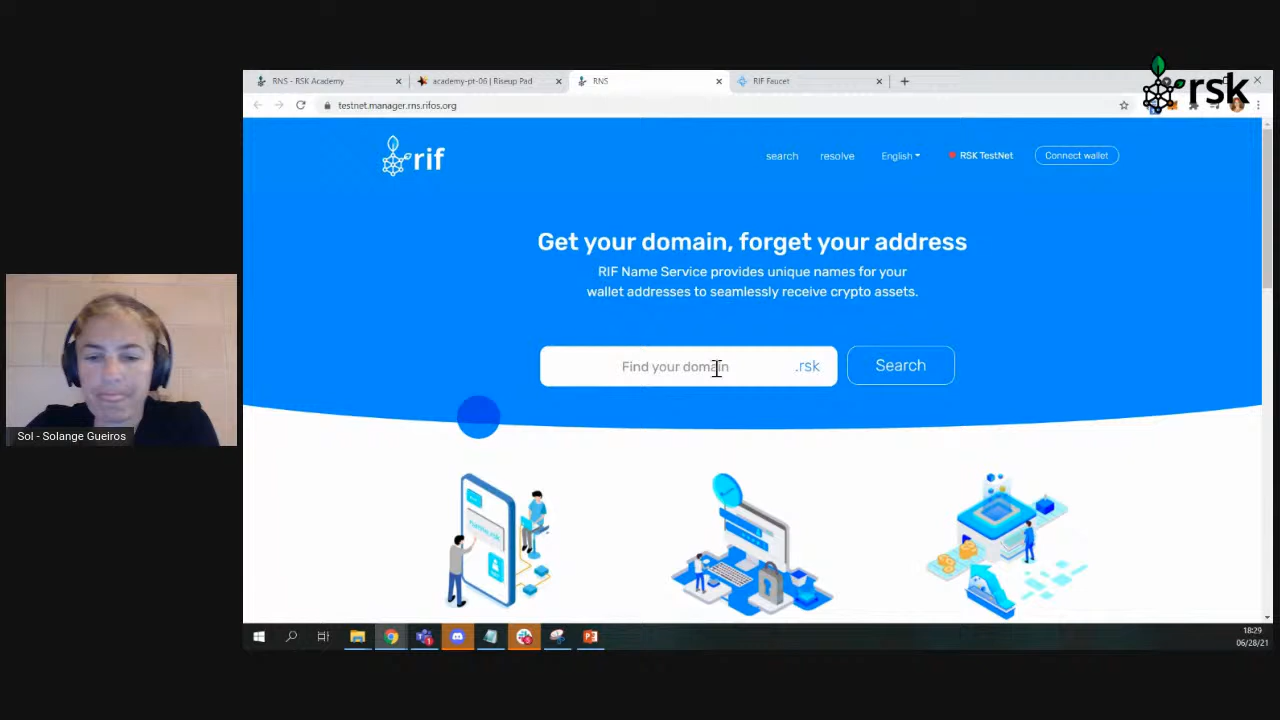 rsk
RNS - RSK Academy
academy-pt-06 | Riseup Pad
RNS
RIF Faucet
testnet.manager.rns.rifos.org
rif
search
resolve
English
RSK TestNet
Connect wallet
Get your domain, forget your address
RIF Name Service provides unique names for your
wallet addresses to seamlessly receive crypto assets.
Find your domain
.rsk
Search
name.rsk
Sol - Solange Gueiros
18:29
06/28/21